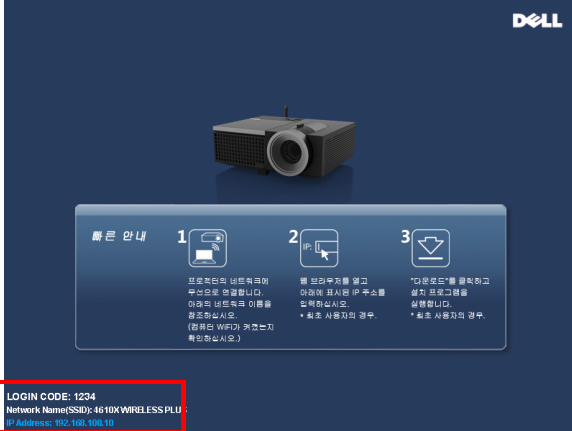 DELL
빠른 안내
1
2
IP:
3
프로젝터의 네트워크에
무선으로 연결합니다.
아래의 네트워크 이름을
참조하십시오.
(컴퓨터 WiFi가 켜졌는지
확인하십시오.)
웹 브라우저를 열고
아래에 표시된 IP 주소를
입력하십시오.
* 최초 사용자의 경우.
"다운로드"를 클릭하고
설치 프로그램을
실행합니다.
* 최초 사용자의 경우.
LOGIN CODE: 1234
Network Name(SSID): 4610X WIRELESS PLUS
IP Address: 192.168.100.10